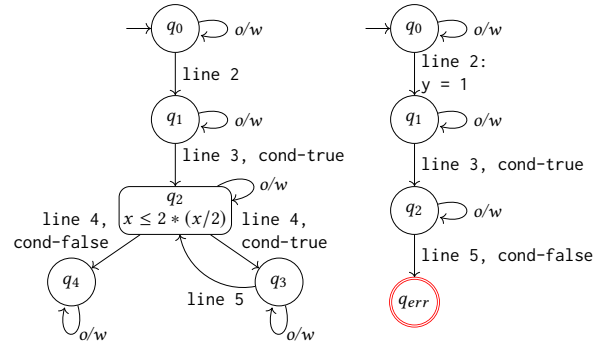 q0 o/w
line 2
q1 o/w
line 3, cond-true
q2
x ≤ 2 ∗ (x/2)
o/w
line 4,
cond-false
line 4,
cond-true
q4
o/w
line 5
q3
o/w
q0 o/w
line 2:
y = 1
q1 o/w
line 3, cond-true
q2 o/w
line 5, cond-false
qerr